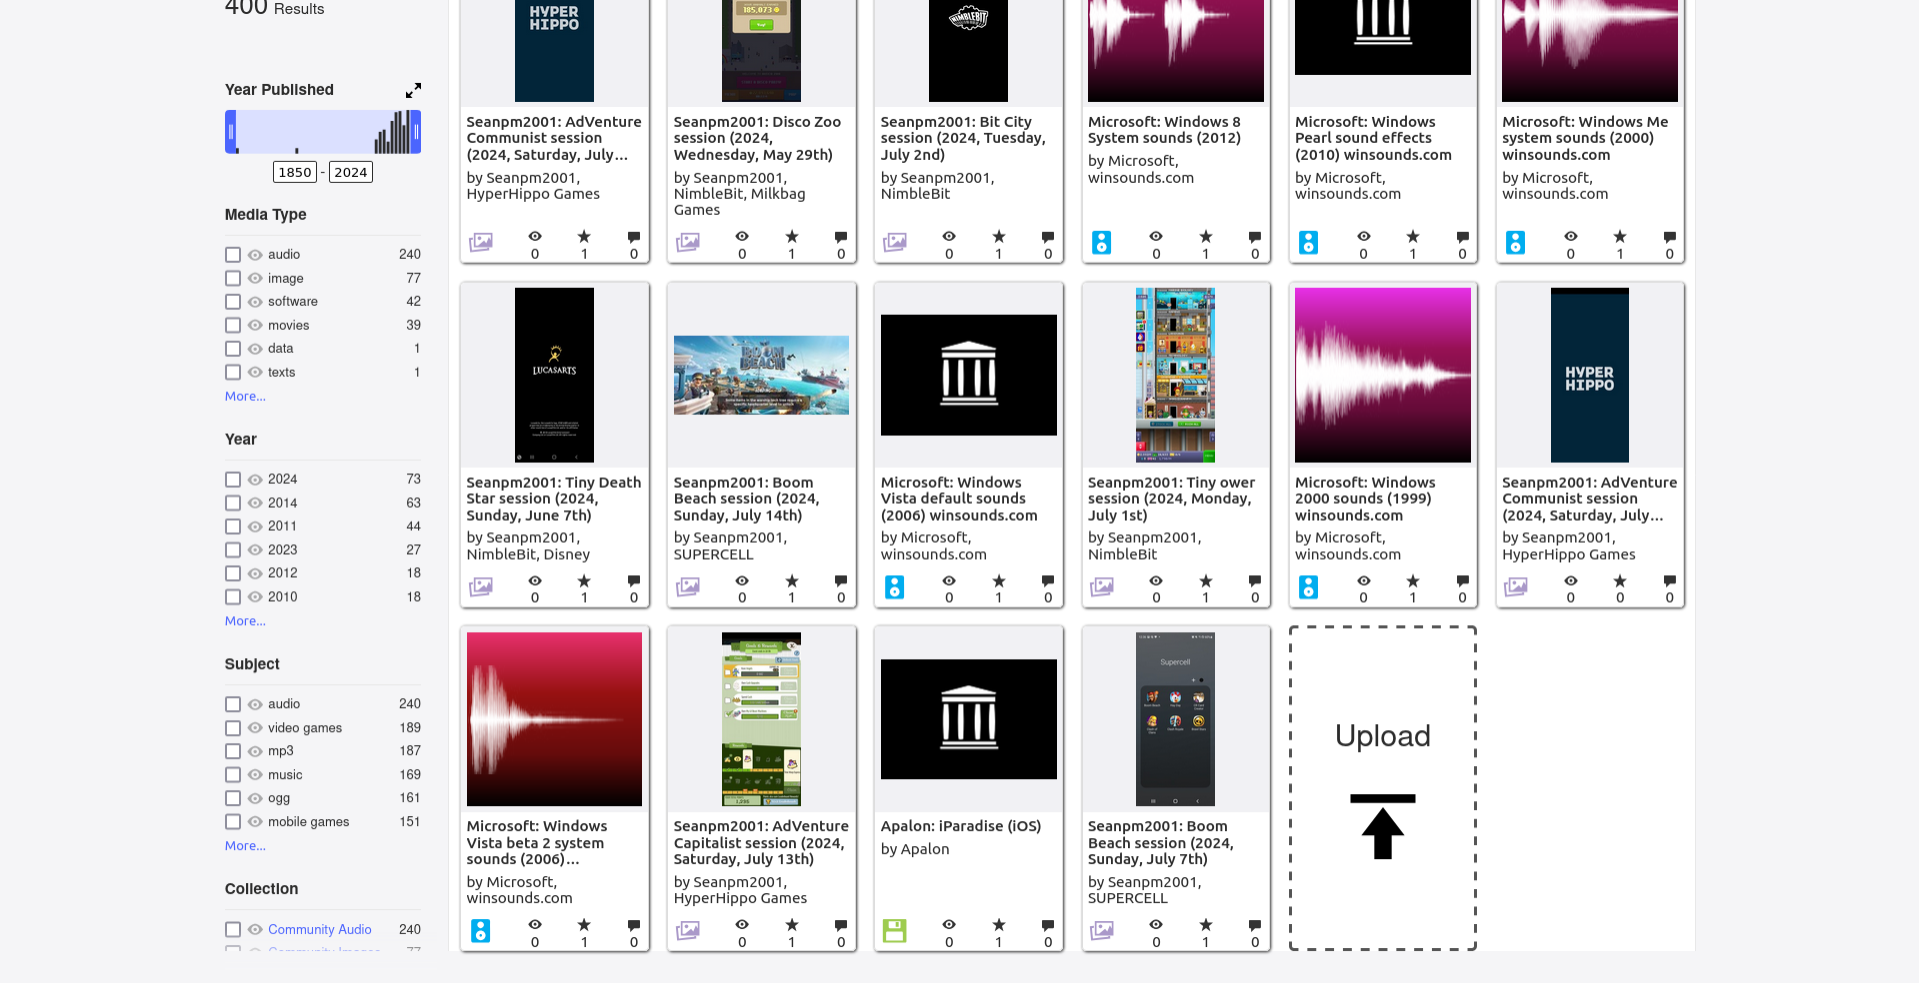 400 Results
Year Published
1850 - 2024
Media Type
audio 240
image 77
software 42
movies 39
data 1
texts 1
More...
Year
2024 73
2014 63
2011 44
2023 27
2012 18
2010 18
More...
Subject
audio 240
video games 189
mp3 187
music 169
ogg 161
mobile games 151
More...
Collection
Community Audio 240
Community Images 77
HYPER
HIPPO
Seanpm2001: AdVenture
Communist session
(2024, Saturday, July...
by Seanpm2001,
HyperHippo Games
0 1 0
185,073
Seanpm2001: Disco Zoo
session (2024,
Wednesday, May 29th)
by Seanpm2001,
NimbleBit, Milkbag
Games
0 1 0
NIMBLEBIT
Seanpm2001: Bit City
session (2024, Tuesday,
July 2nd)
by Seanpm2001,
NimbleBit
0 1 0
Microsoft: Windows 8
System sounds (2012)
by Microsoft,
winsounds.com
0 1 0
Microsoft: Windows
Pearl sound effects
(2010) winsounds.com
by Microsoft,
winsounds.com
0 1 0
Microsoft: Windows Me
system sounds (2000)
winsounds.com
by Microsoft,
winsounds.com
0 1 0
LUCASARTS
Seanpm2001: Tiny Death
Star session (2024,
Sunday, June 7th)
by Seanpm2001,
NimbleBit, Disney
0 1 0
BOOM
BEACH
Seanpm2001: Boom
Beach session (2024,
Sunday, July 14th)
by Seanpm2001,
SUPERCELL
0 1 0
Microsoft: Windows
Vista default sounds
(2006) winsounds.com
by Microsoft,
winsounds.com
0 1 0
Seanpm2001: Tiny ower
session (2024, Monday,
July 1st)
by Seanpm2001,
NimbleBit
0 1 0
Microsoft: Windows
2000 sounds (1999)
winsounds.com
by Microsoft,
winsounds.com
0 1 0
HYPER
HIPPO
Seanpm2001: AdVenture
Communist session
(2024, Saturday, July...
by Seanpm2001,
HyperHippo Games
0 0 0
Microsoft: Windows
Vista beta 2 system
sounds (2006)...
by Microsoft,
winsounds.com
0 1 0
Seanpm2001: AdVenture
Capitalist session (2024,
Saturday, July 13th)
by Seanpm2001,
HyperHippo Games
0 1 0
Apalon: iParadise (iOS)
by Apalon
0 1 0
Supercell
Seanpm2001: Boom
Beach session (2024,
Sunday, July 7th)
by Seanpm2001,
SUPERCELL
0 1 0
Upload